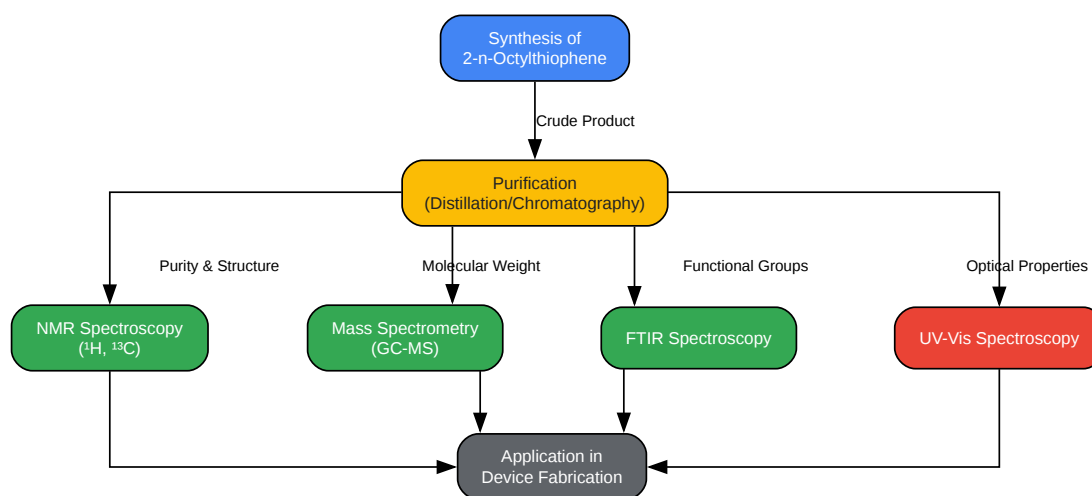 Synthesis of
2-n-Octylthiophene
Crude Product
Purification
(Distillation/Chromatography)
Purity & Structure
Molecular Weight
Functional Groups
Optical Properties
NMR Spectroscopy
(¹H, ¹³C)
Mass Spectrometry
(GC-MS)
FTIR Spectroscopy
UV-Vis Spectroscopy
Application in
Device Fabrication